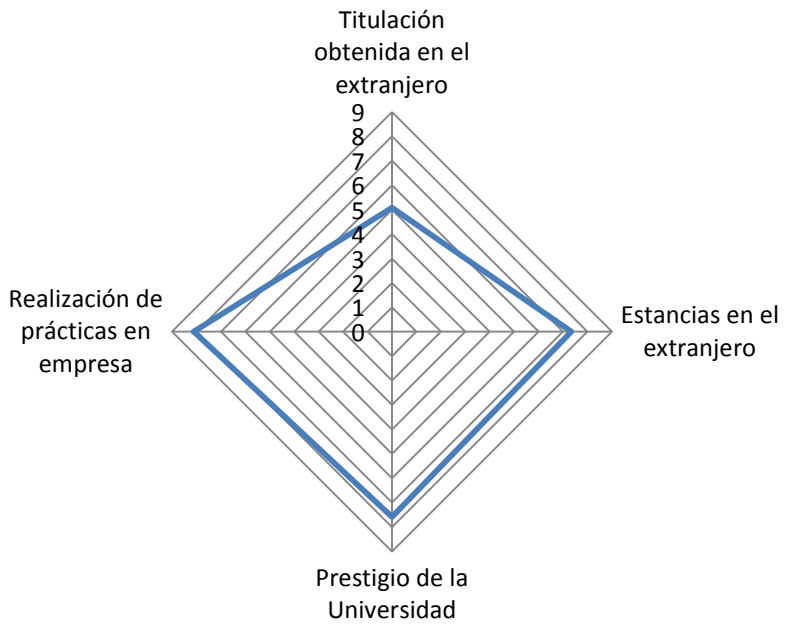 Titulación
obtenida en el
extranjero
9
8
7
6
5
4
3
2
1
0
Estancias en el
extranjero
Prestigio de la
Universidad
Realización de
prácticas en
empresa